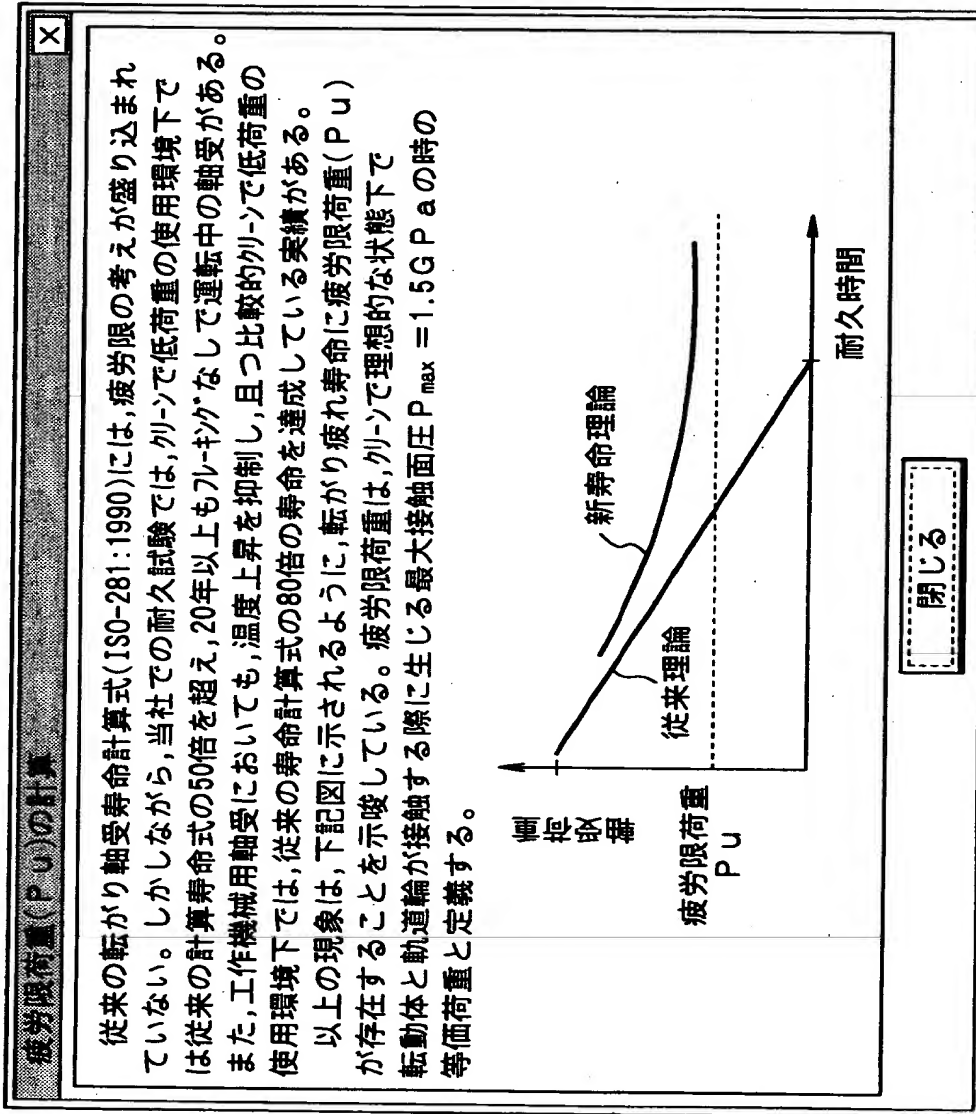 疲労限荷重(Pu)の計算
従来の転がり軸受寿命計算式(ISO-281:1990)には,疲労限の考えが盛り込まれ
ていない。しかしながら,当社での耐久試験では,クリーンで低荷重の使用環境下で
は従来の計算寿命式の50倍を超え,20年以上もフレーキングなしで運転中の軸受がある。
また,工作機械用軸受においても,温度上昇を抑制し,且つ比較的クリーンで低荷重の
使用環境下では,従来の寿命計算式の80倍の寿命を達成している実績がある。
以上の現象は,下記図に示されるように,転がり疲れ寿命に疲労限荷重(Pu)
が存在することを示唆している。疲労限荷重は,クリーンで理想的な状態下で
転動体と軌道輪が接触する際に生じる最大接触面圧Pmax=1.5GPaの時の
等価荷重と定義する。
軸受荷重
新寿命理論
従来理論
疲労限荷重
Pu
耐久時間
閉じる